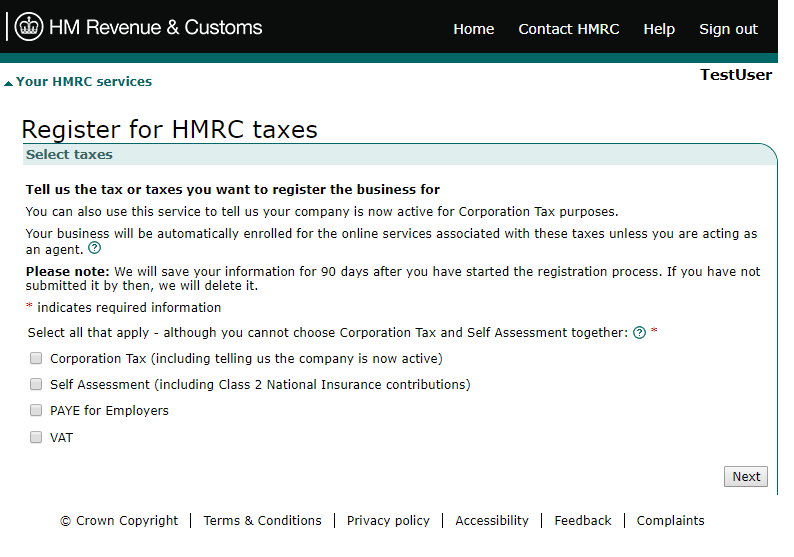 HM Revenue & Customs
Home Contact HMRC Help Sign out
TestUser
Your HMRC services
Register for HMRC taxes
Select taxes
Tell us the tax or taxes you want to register the business for
You can also use this service to tell us your company is now active for Corporation Tax purposes.
Your business will be automatically enrolled for the online services associated with these taxes unless you are acting as
an agent. ?
Please note: We will save your information for 90 days after you have started the registration process. If you have not
submitted it by then, we will delete it.
* indicates required information
Select all that apply - although you cannot choose Corporation Tax and Self Assessment together: ? *
Corporation Tax (including telling us the company is now active)
Self Assessment (including Class 2 National Insurance contributions)
PAYE for Employers
VAT
Next
© Crown Copyright | Terms & Conditions | Privacy policy | Accessibility | Feedback | Complaints